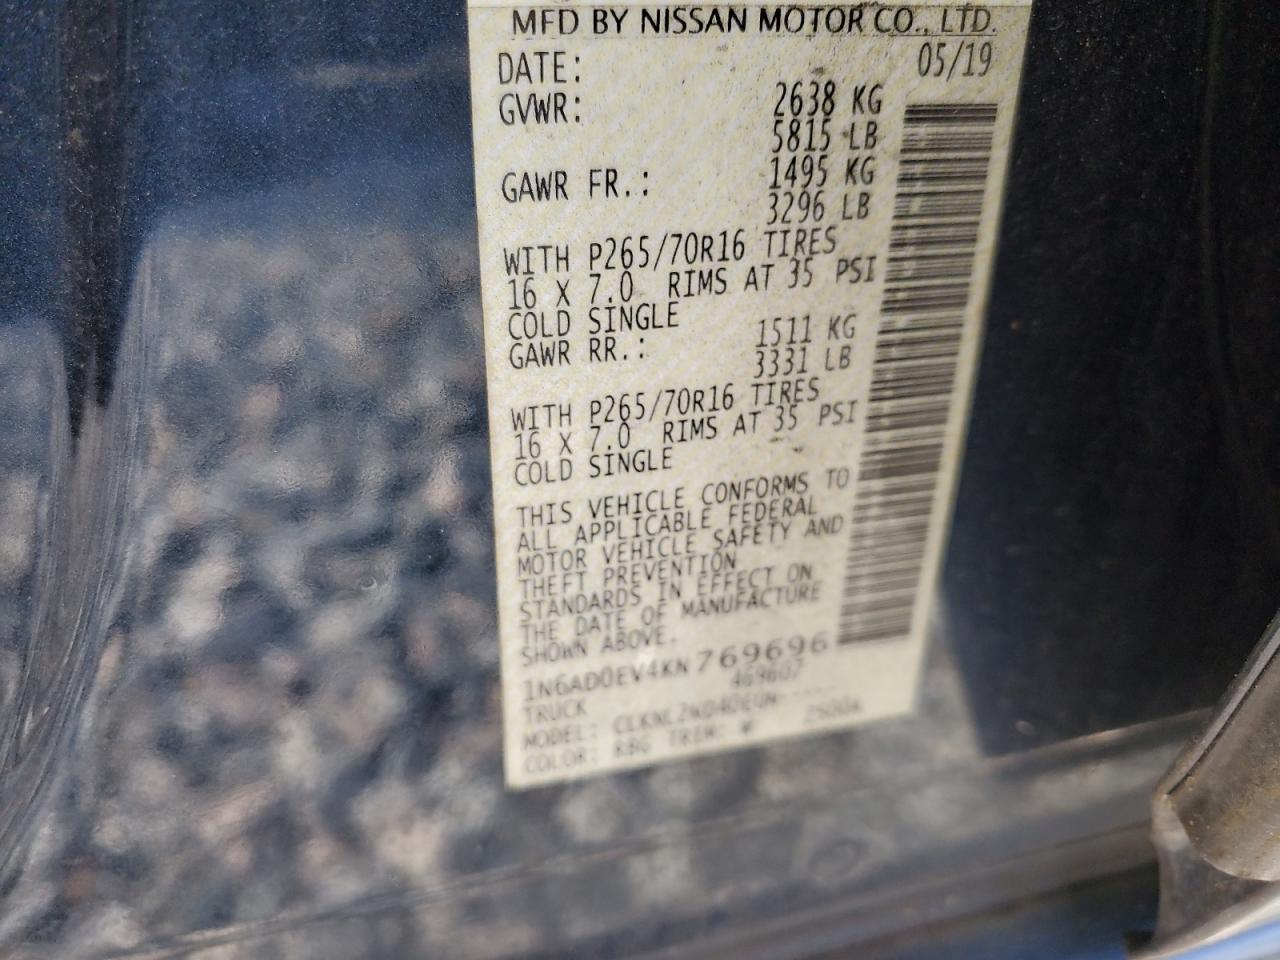 MFD BY NISSAN MOTOR CO., LTD.
DATE: 05/19
GVWR: 2638 KG
5815 LB
GAWR FR.: 1495 KG
3296 LB
WITH P265/70R16 TIRES
16 X 7.0 RIMS AT 35 PSI
COLD SINGLE
GAWR RR.: 1511 KG
3331 LB
WITH P265/70R16 TIRES
16 X 7.0 RIMS AT 35 PSI
COLD SINGLE
THIS VEHICLE CONFORMS TO
ALL APPLICABLE FEDERAL
MOTOR VEHICLE SAFETY AND
THEFT PREVENTION
STANDARDS IN EFFECT ON
THE DATE OF MANUFACTURE
SHOWN ABOVE.
1N6AD0EV4KN769696
469607
TRUCK
MODEL:
COLOR: RBG TRIM: